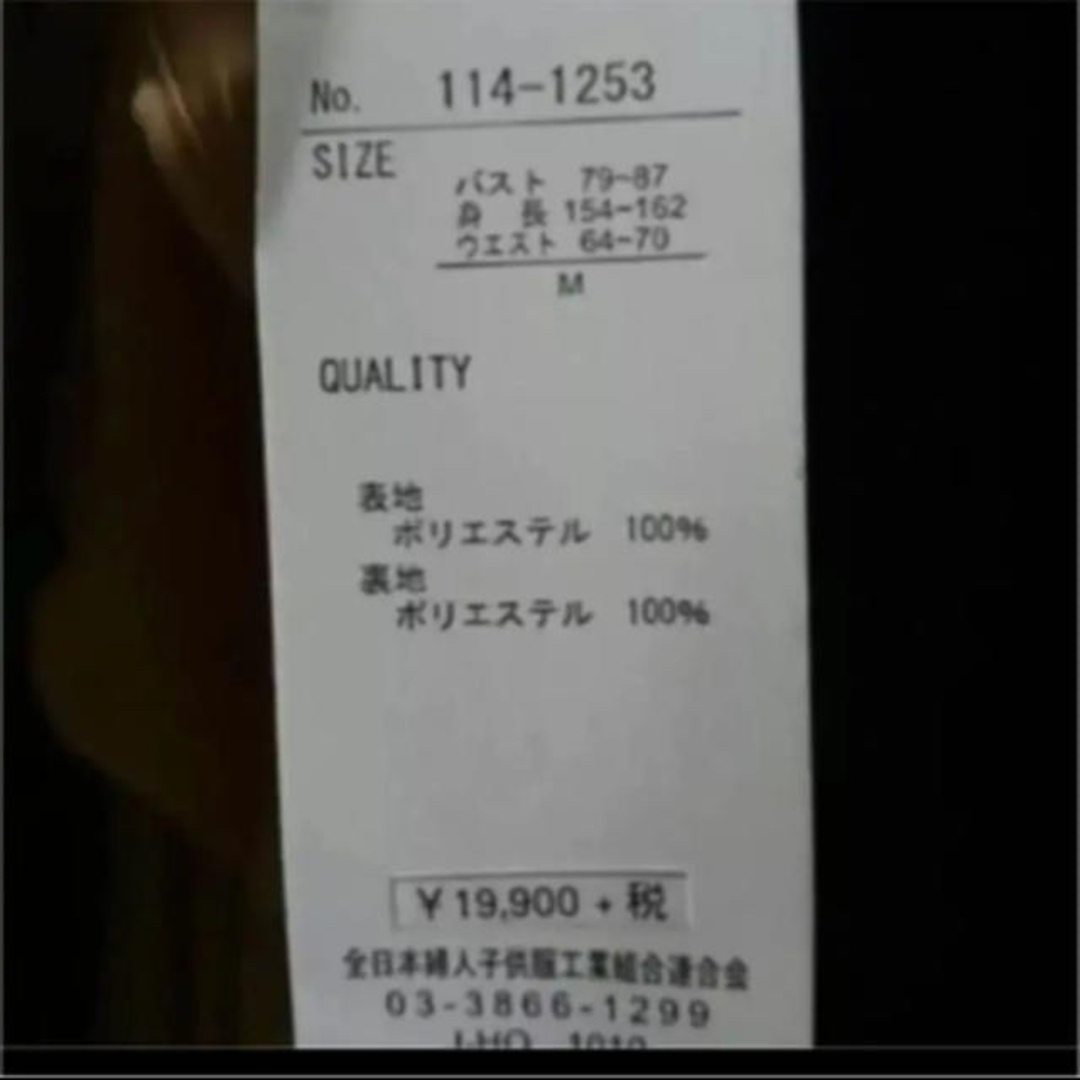 No. 114-1253
SIZE
バスト 79~87
身 長 154~162
ウエスト 64~70
M
QUALITY
表地
ポリエステル 100%
裏地
ポリエステル 100%
¥19,900 + 税
全日本婦人子供服工業組合連合会
03-3866-1299